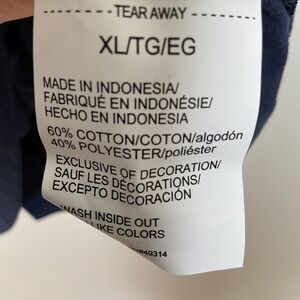 TEAR AWAY
XL/TG/EG
MADE IN INDONESIA/
FABRIQUÉ EN INDONÉSIE/
HECHO EN INDONESIA
60% COTTON/COTON/algodón
40% POLYESTER/poliéster
EXCLUSIVE OF DECORATION/
SAUF LES DÉCORATIONS/
EXCEPTO DECORACIÓN
WASH INSIDE OUT
LIKE COLORS